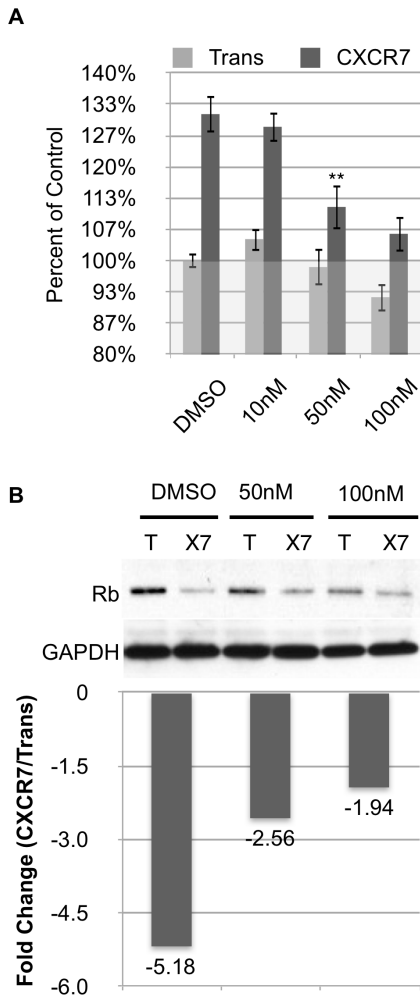 A
Trans CXCR7
140%
133%
127%
120%
113%
107%
100%
93%
87%
80%
Percent of Control
**
DMSO 10nM 50nM 100nM
B
DMSO 50nM 100nM
T X7 T X7 T X7
Rb
GAPDH
Fold Change (CXCR7/Trans)
0
-1.5
-3.0
-4.5
-6.0
-5.18
-2.56
-1.94